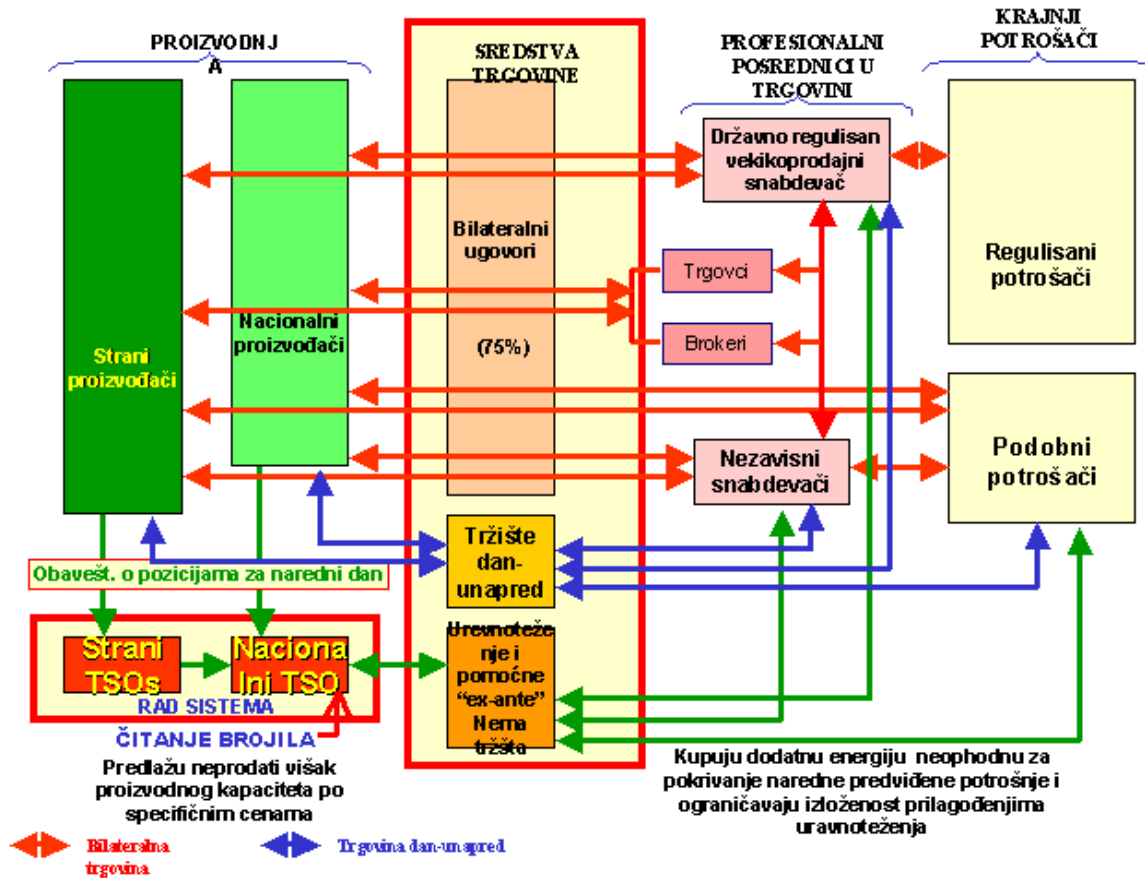 PROIZVODNJ
A
SREDSTVA
TRGOVINE
PROFESIONALNI
POSREDNICI U
TRGOVINI
KRAJNJI
POTROŠAČI
Strani
proizvođači
Nacionalni
proizvođači
Bilateralni
ugovori
(75%)
Državno regulisan
vekikoprodajni
snabdevač
Trgovci
Brokeri
Nezavisni
snabdevači
Regulisani
potrošači
Podobni
potrošači
Tržište
dan-
unapred
Obavešt. o pozicijama za naredni dan
Strani
TSOs
Naciona
lni TSO
RAD SISTEMA
ČITANJE BROJILA
Urevnoteže
nje i
pomoćne
“ex-ante”
Nema
tržšta
Predlažu neprodati višak
proizvodnog kapaciteta po
specifičnim cenama
Kupuju dodatnu energiju neophodnu za
pokrivanje naredne predviđene potrošnje i
ograničavaju izloženost prilagođenjima
uravnoteženja
Bilateralna
trgovina
Trgovina dan-unapred